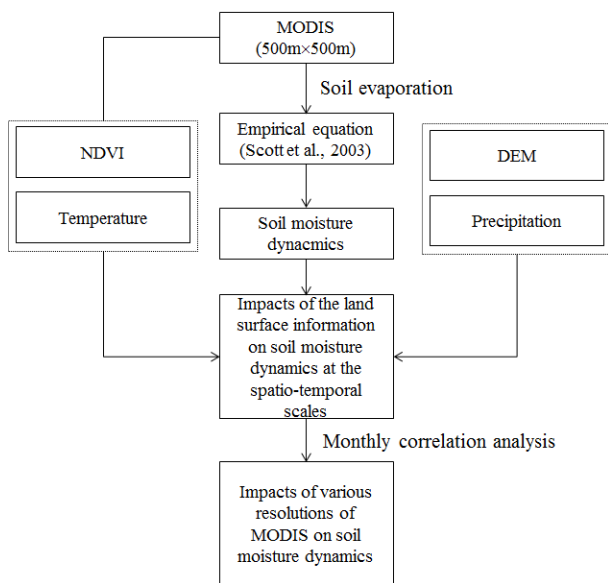 MODIS
(500m×500m)
Soil evaporation
Empirical equation
(Scott et al., 2003)
NDVI
Temperature
DEM
Precipitation
Soil moisture
dynacmics
Impacts of the land
surface information
on soil moisture
dynamics at the
spatio-temporal
scales
Monthly correlation analysis
Impacts of various
resolutions of
MODIS on soil
moisture dynamics